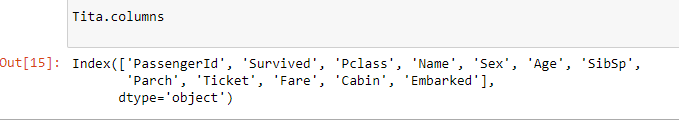 Tita.columns
Out[15]: Index(['PassengerId', 'Survived', 'Pclass', 'Name', 'Sex', 'Age', 'SibSp',
'Parch', 'Ticket', 'Fare', 'Cabin', 'Embarked'],
dtype='object')